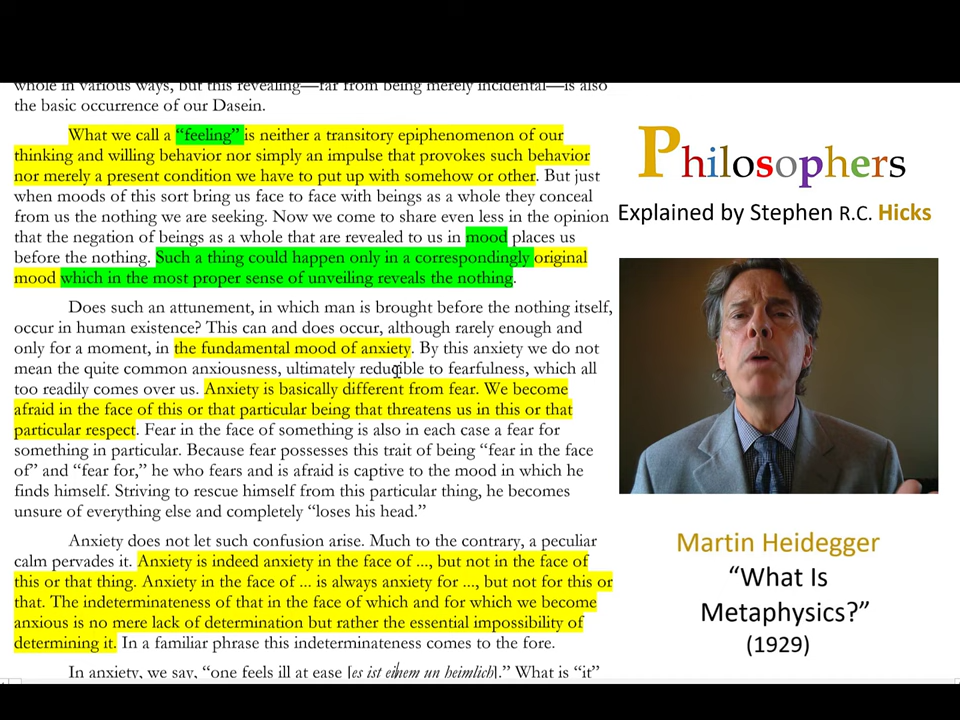 whole in various ways, but this revealing—far from being merely incidental—is also
the basic occurrence of our Dasein.
What we call a “feeling” is neither a transitory epiphenomenon of our
thinking and willing behavior nor simply an impulse that provokes such behavior
nor merely a present condition we have to put up with somehow or other. But just
when moods of this sort bring us face to face with beings as a whole they conceal
from us the nothing we are seeking. Now we come to share even less in the opinion
that the negation of beings as a whole that are revealed to us in mood places us
before the nothing. Such a thing could happen only in a correspondingly original
mood which in the most proper sense of unveiling reveals the nothing.
Does such an attunement, in which man is brought before the nothing itself,
occur in human existence? This can and does occur, although rarely enough and
only for a moment, in the fundamental mood of anxiety. By this anxiety we do not
mean the quite common anxiousness, ultimately reducible to fearfulness, which all
too readily comes over us. Anxiety is basically different from fear. We become
afraid in the face of this or that particular being that threatens us in this or that
particular respect. Fear in the face of something is also in each case a fear for
something in particular. Because fear possesses this trait of being “fear in the face
of” and “fear for,” he who fears and is afraid is captive to the mood in which he
finds himself. Striving to rescue himself from this particular thing, he becomes
unsure of everything else and completely “loses his head.”
Anxiety does not let such confusion arise. Much to the contrary, a peculiar
calm pervades it. Anxiety is indeed anxiety in the face of ..., but not in the face of
this or that thing. Anxiety in the face of ... is always anxiety for ..., but not for this or
that. The indeterminateness of that in the face of which and for which we become
anxious is no mere lack of determination but rather the essential impossibility of
determining it. In a familiar phrase this indeterminateness comes to the fore.
In anxiety, we say, “one feels ill at ease [es ist einem un heimlich].” What is “it”
Philosophers
Explained by Stephen R.C. Hicks
Martin Heidegger
“What Is
Metaphysics?”
(1929)